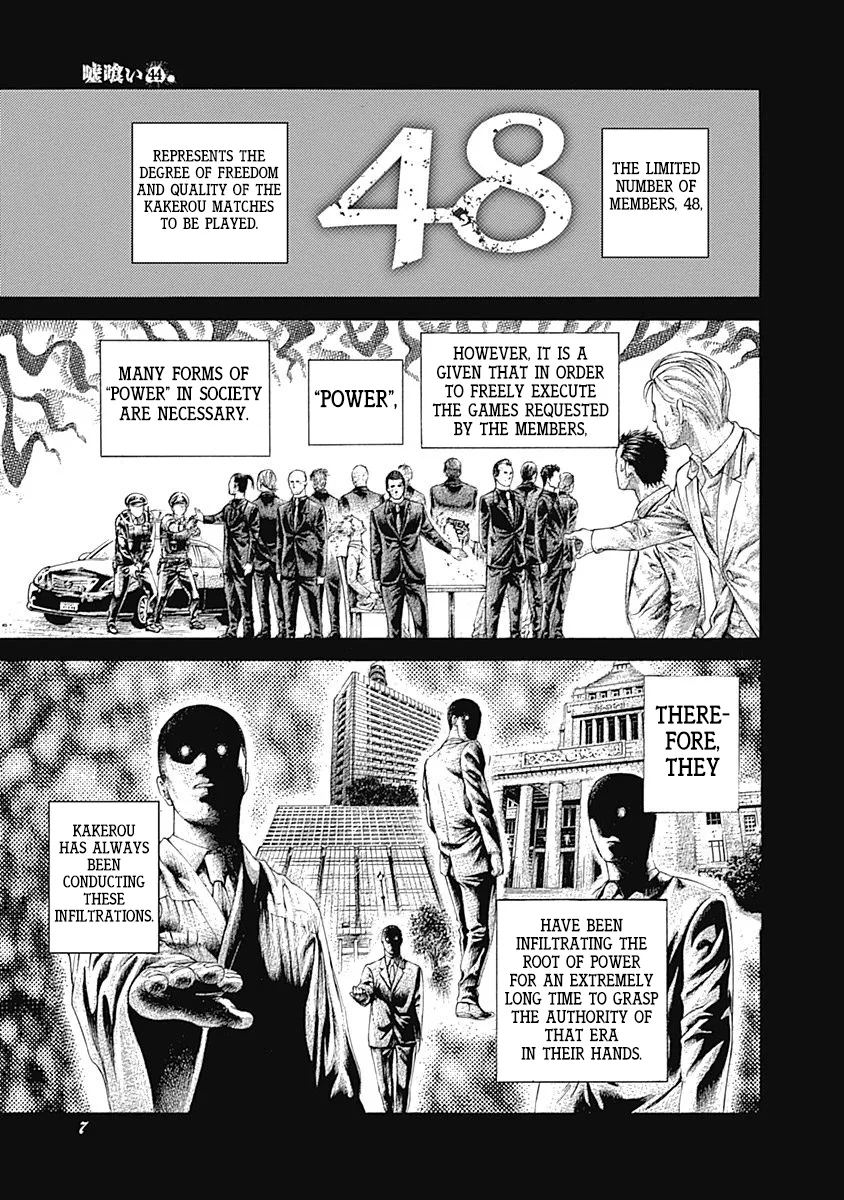 嘘喰い44.
THE LIMITED
NUMBER OF
MEMBERS, 48,
48
REPRESENTS THE
DEGREE OF FREEDOM
AND QUALITY OF THE
KAKEROU MATCHES
TO BE PLAYED.
HOWEVER, IT IS A
GIVEN THAT IN ORDER
TO FREELY EXECUTE
THE GAMES REQUESTED
BY THE MEMBERS,
"POWER",
MANY FORMS OF
"POWER" IN SOCIETY
ARE NECESSARY.
THERE-
FORE,
THEY
HAVE BEEN
INFILTRATING THE
ROOT OF POWER
FOR AN EXTREMELY
LONG TIME TO GRASP
THE AUTHORITY OF
THAT ERA
IN THEIR HANDS.
KAKEROU
HAS ALWAYS
BEEN
CONDUCTING
THESE
INFILTRATIONS.
7